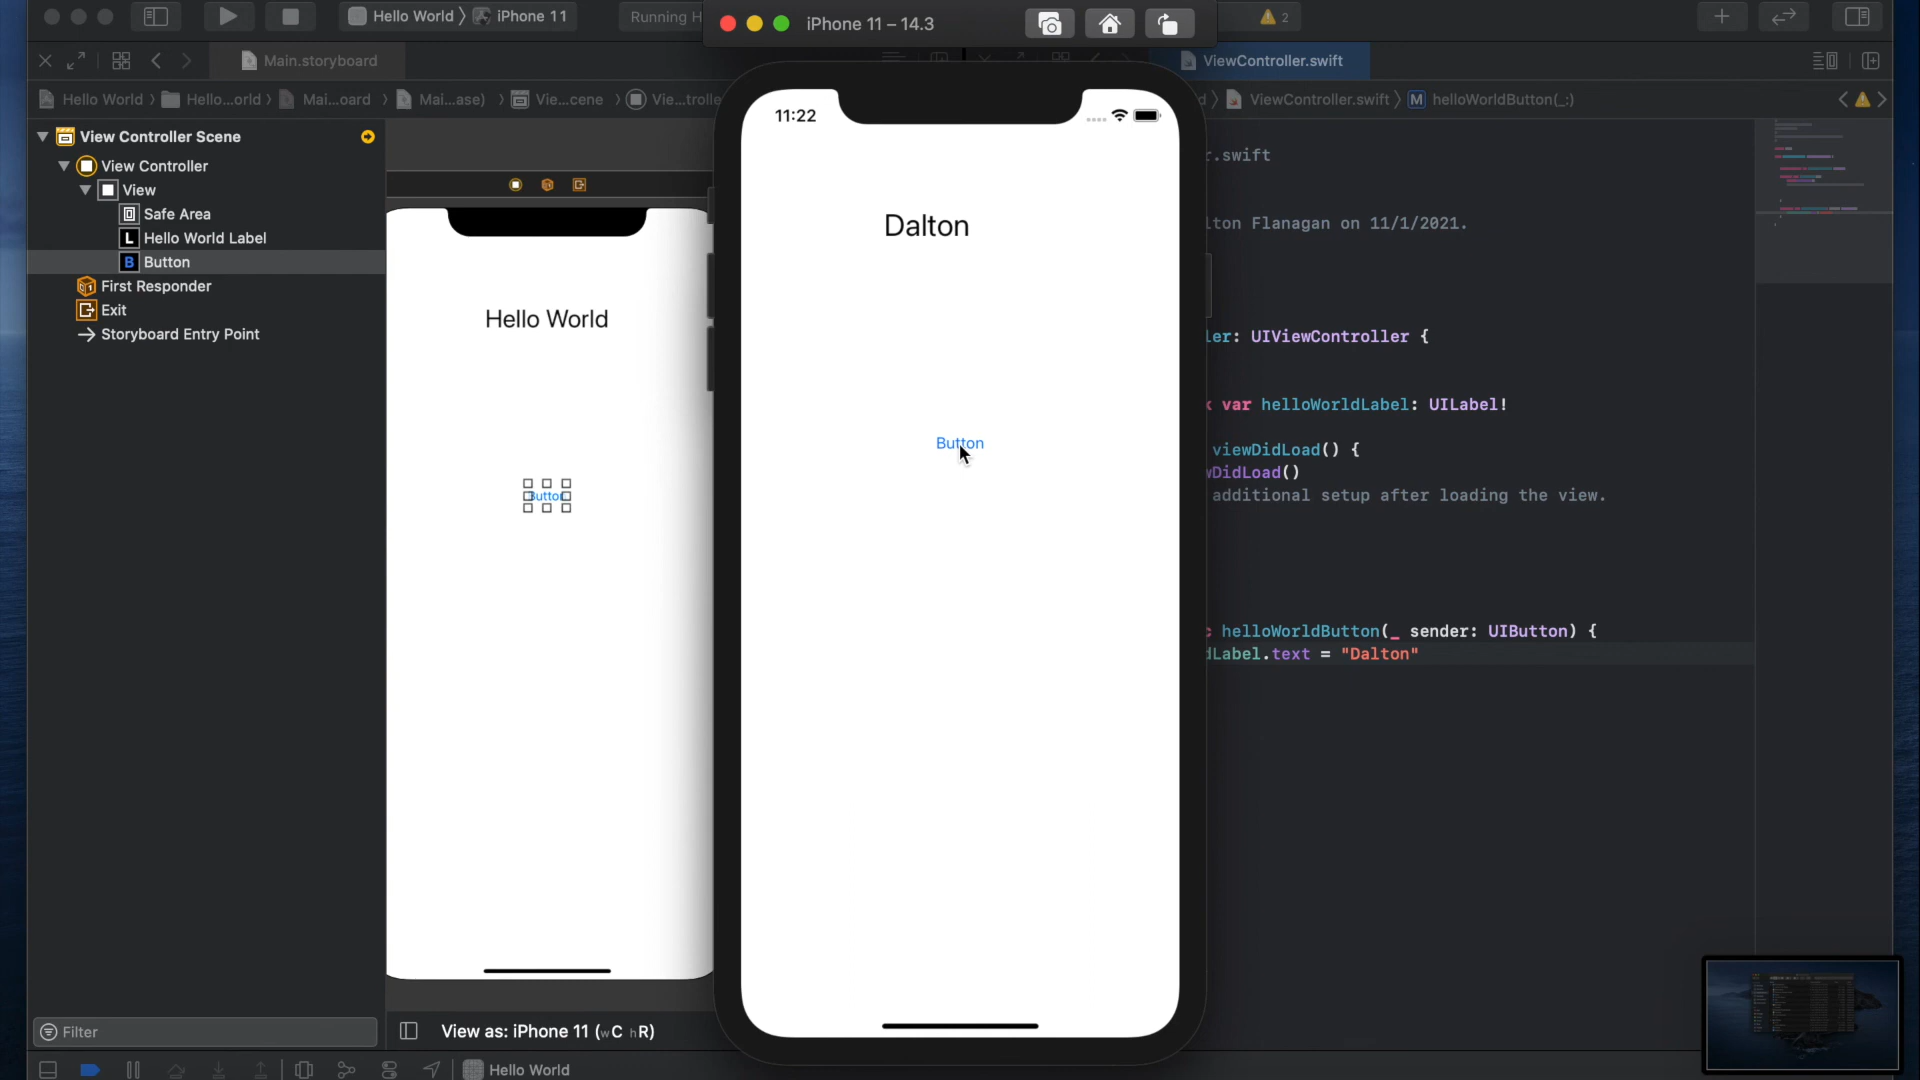 Hello World 〉 iPhone 11
Running H
iPhone 11 – 14.3
2
Main.storyboard
ViewController.swift
Hello World 〉 Hello...orld 〉 Mai...oard 〉 Mai...ase) 〉 Vie...cene 〉 Vie...trolle
d 〉 ViewController.swift 〉 M helloWorldButton(_:)
View Controller Scene
View Controller
View
Safe Area
L Hello World Label
B Button
First Responder
Exit
Storyboard Entry Point
Hello World
Button
11:22
Dalton
Button
r.swift
lton Flanagan on 11/1/2021.
ler: UIViewController {
k var helloWorldLabel: UILabel!
viewDidLoad() {
wDidLoad()
additional setup after loading the view.
c helloWorldButton(_ sender: UIButton) {
dLabel.text = "Dalton"
Filter
View as: iPhone 11 (wC hR)
Hello World